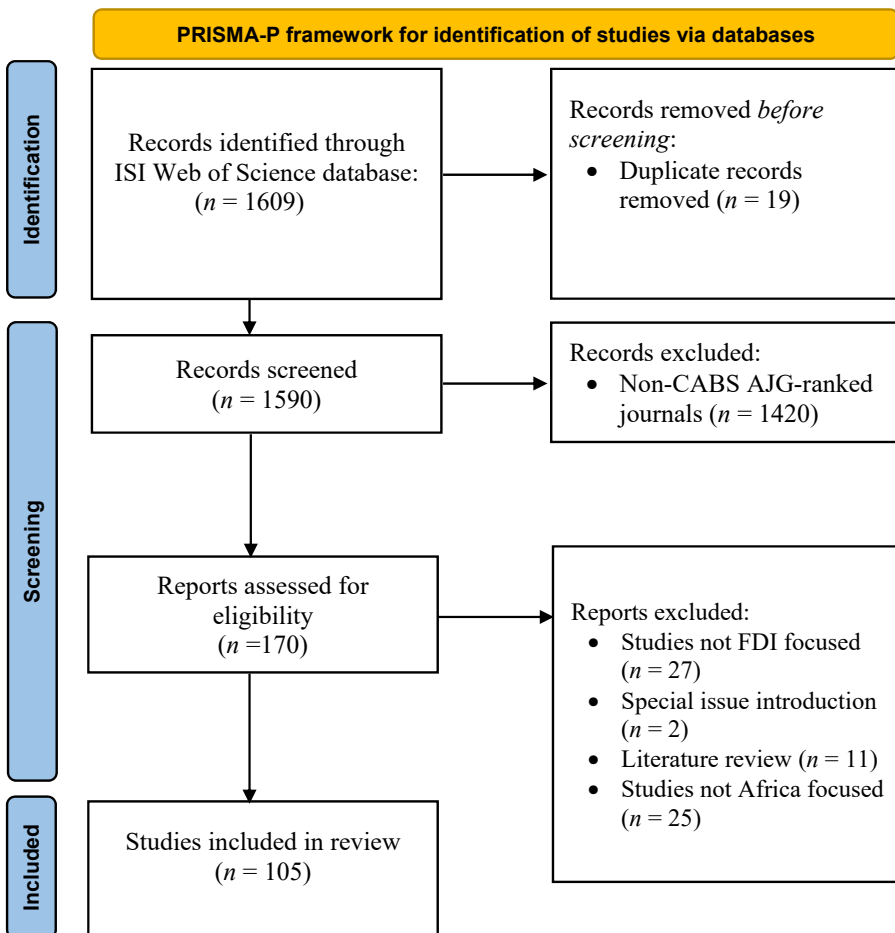 PRISMA-P framework for identification of studies via databases
Identification
Records identified through
ISI Web of Science database:
(n = 1609)
Records removed before
screening:
• Duplicate records
removed (n = 19)
Screening
Records screened
(n = 1590)
Records excluded:
• Non-CABS AJG-ranked
journals (n = 1420)
Reports assessed for
eligibility
(n =170)
Reports excluded:
• Studies not FDI focused
(n = 27)
• Special issue introduction
(n = 2)
• Literature review (n = 11)
• Studies not Africa focused
(n = 25)
Included
Studies included in review
(n = 105)